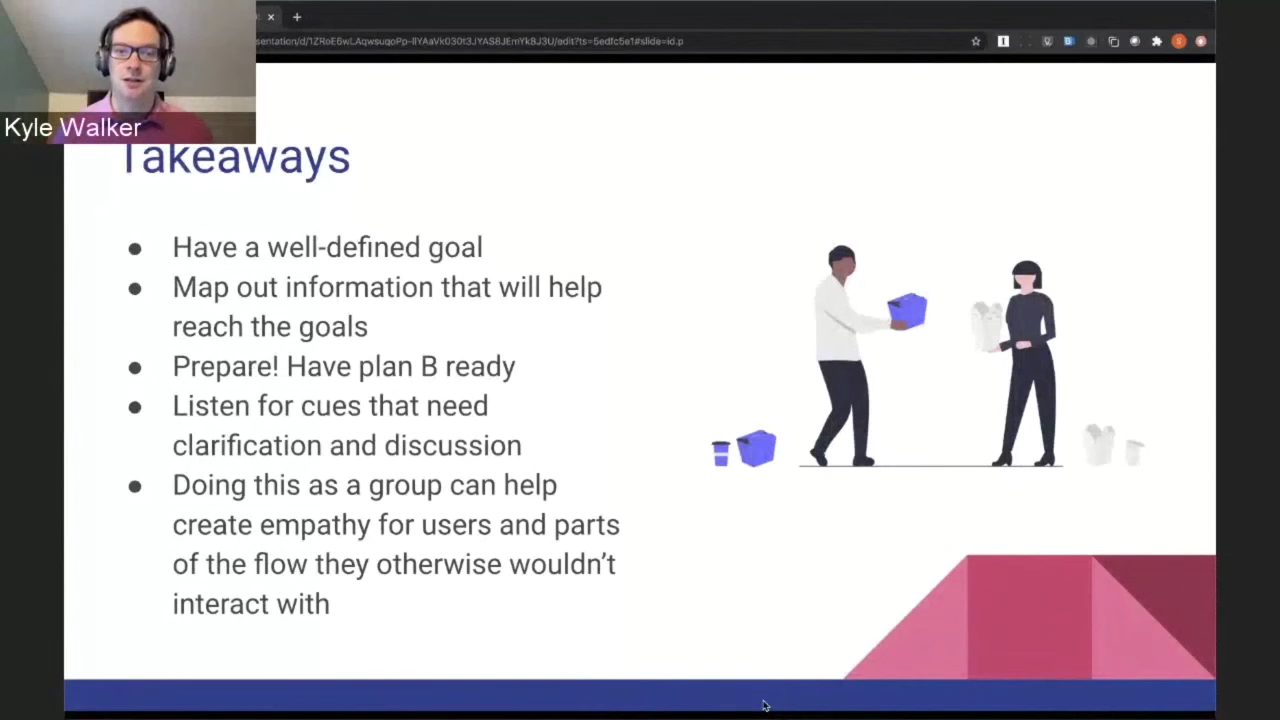 Kyle Walker
Takeaways
● Have a well-defined goal
● Map out information that will help
reach the goals
● Prepare! Have plan B ready
● Listen for cues that need
clarification and discussion
● Doing this as a group can help
create empathy for users and parts
of the flow they otherwise wouldn’t
interact with